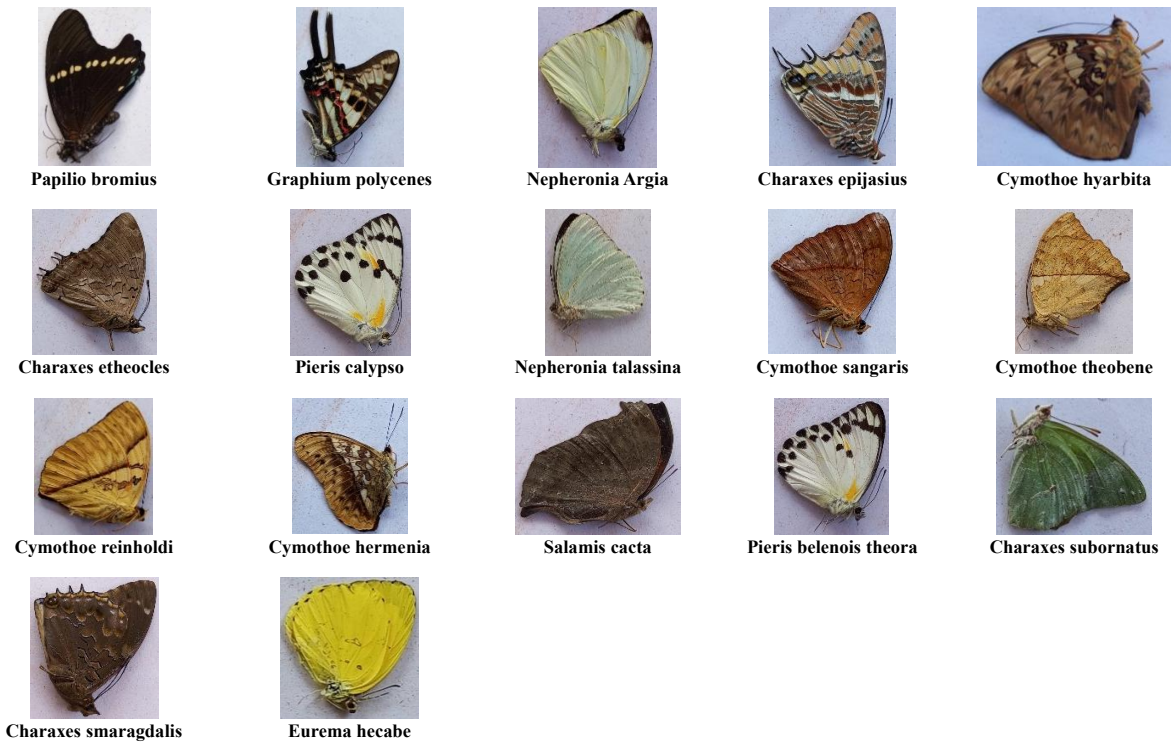 Papilio bromius
Graphium polycenes
Nepheronia Argia
Charaxes epijasius
Cymothoe hyarbita
Charaxes etheocles
Pieris calypso
Nepheronia talassina
Cymothoe sangaris
Cymothoe theobene
Cymothoe reinholdi
Cymothoe hermenia
Salamis cacta
Pieris belenois theora
Charaxes subornatus
Charaxes smaragdalis
Eurema hecabe